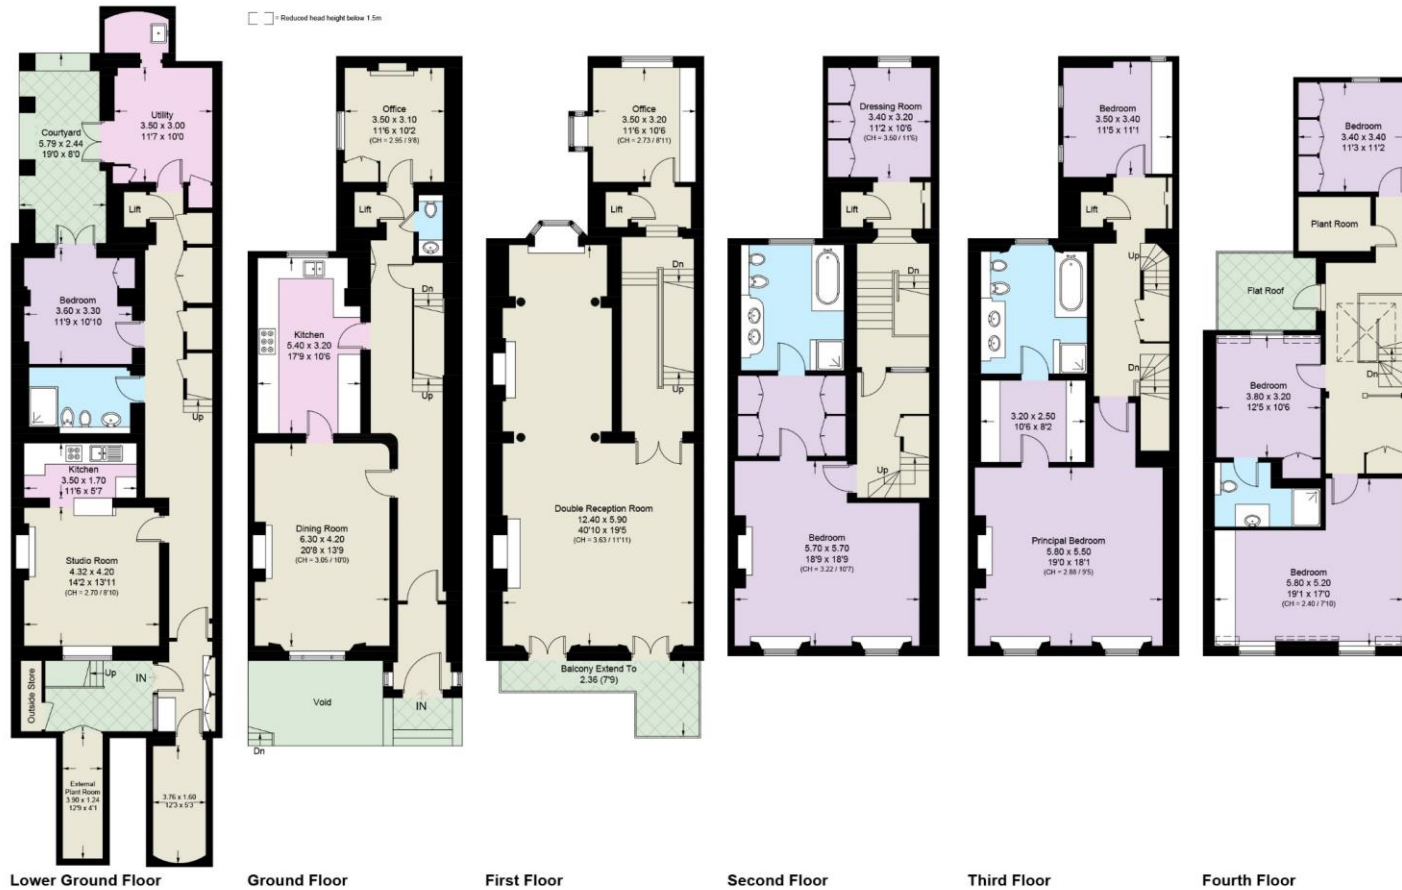 = Reduced head height below 1.5m
Utility
3.50 x 3.00
11'7 x 10'0
Courtyard
5.79 x 2.44
19'0 x 8'0
Lift
Bedroom
3.60 x 3.30
11'9 x 10'10
Up
Kitchen
3.50 x 1.70
11'6 x 5'7
Studio Room
4.32 x 4.20
14'2 x 13'11
(CH = 2.70 / 8'10)
Outside Store
Up
IN
External
Plant Room
3.90 x 1.24
12'9 x 4'1
3.76 x 1.60
12'3 x 5'3
Lower Ground Floor
Office
3.50 x 3.10
11'6 x 10'2
(CH = 2.95 / 9'8)
Lift
Dn
Kitchen
5.40 x 3.20
17'9 x 10'6
Up
Dining Room
6.30 x 4.20
20'8 x 13'9
(CH = 3.05 / 10'0)
Void
IN
Dn
Ground Floor
Office
3.50 x 3.20
11'6 x 10'6
(CH = 2.73 / 8'11)
Lift
Dn
Up
Double Reception Room
12.40 x 5.90
40'10 x 19'5
(CH = 3.63 / 11'11)
Balcony Extend To
2.36 (7'9)
First Floor
Dressing Room
3.40 x 3.20
11'2 x 10'6
(CH = 3.50 / 11'6)
Lift
Dn
Up
Bedroom
5.70 x 5.70
18'9 x 18'9
(CH = 3.22 / 10'7)
Second Floor
Bedroom
3.50 x 3.40
11'5 x 11'1
Lift
Up
Dn
3.20 x 2.50
10'6 x 8'2
Principal Bedroom
5.80 x 5.50
19'0 x 18'1
(CH = 2.88 / 9'5)
Third Floor
Bedroom
3.40 x 3.40
11'3 x 11'2
Plant Room
Flat Roof
Dn
Bedroom
3.80 x 3.20
12'5 x 10'6
Bedroom
5.80 x 5.20
19'1 x 17'0
(CH = 2.40 / 7'10)
Fourth Floor